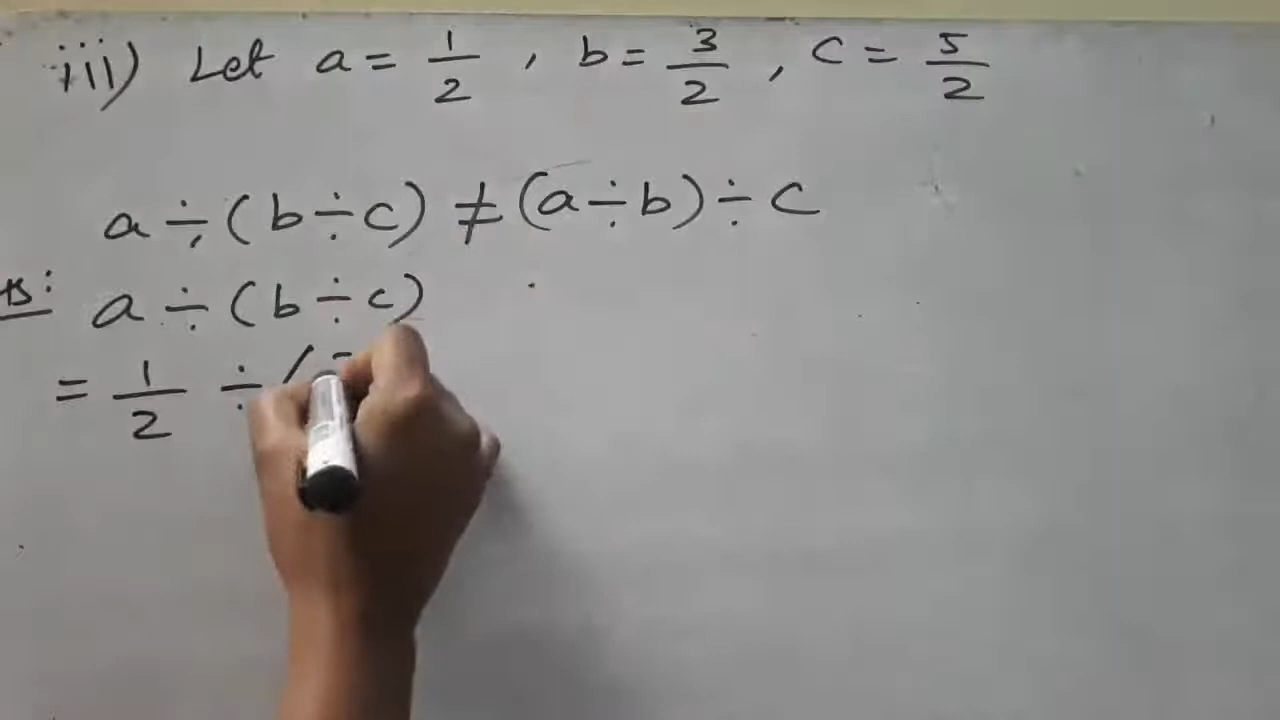 iii) Let a = 1/2 , b = 3/2 , c = 5/2
a ÷ (b ÷ c) ≠ (a ÷ b) ÷ c
a ÷ (b ÷ c)
= 1/2 ÷ (